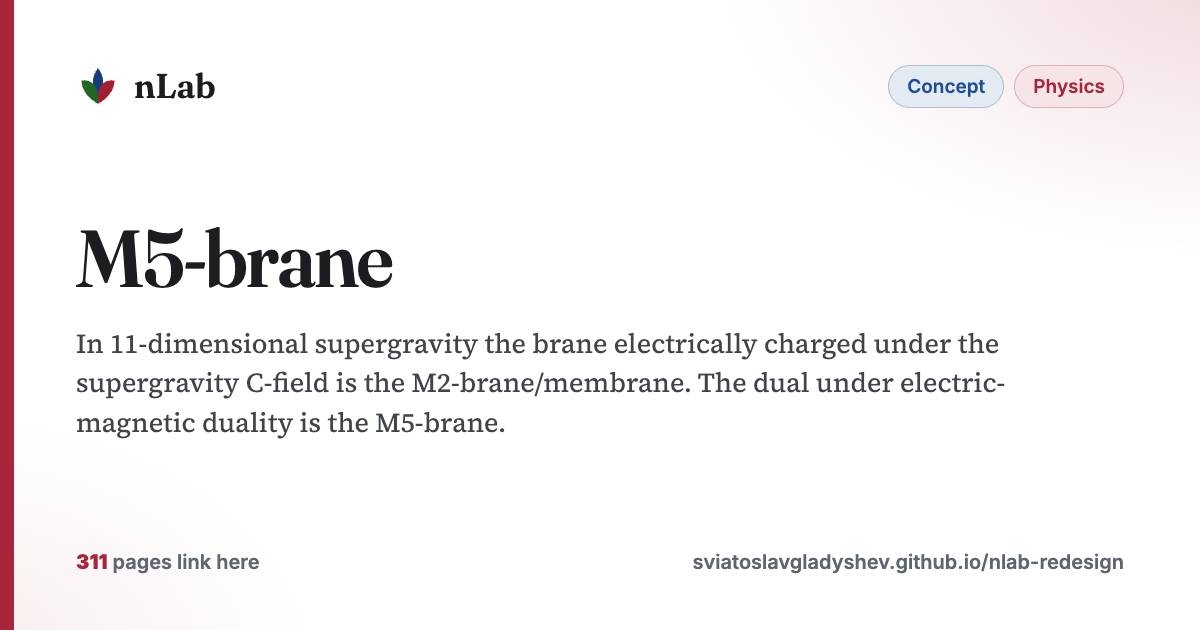 nLab
Concept
Physics
M5-brane
In 11-dimensional supergravity the brane electrically charged under the
supergravity C-field is the M2-brane/membrane. The dual under electric-
magnetic duality is the M5-brane.
311 pages link here
sviatoslavgladyshev.github.io/nlab-redesign